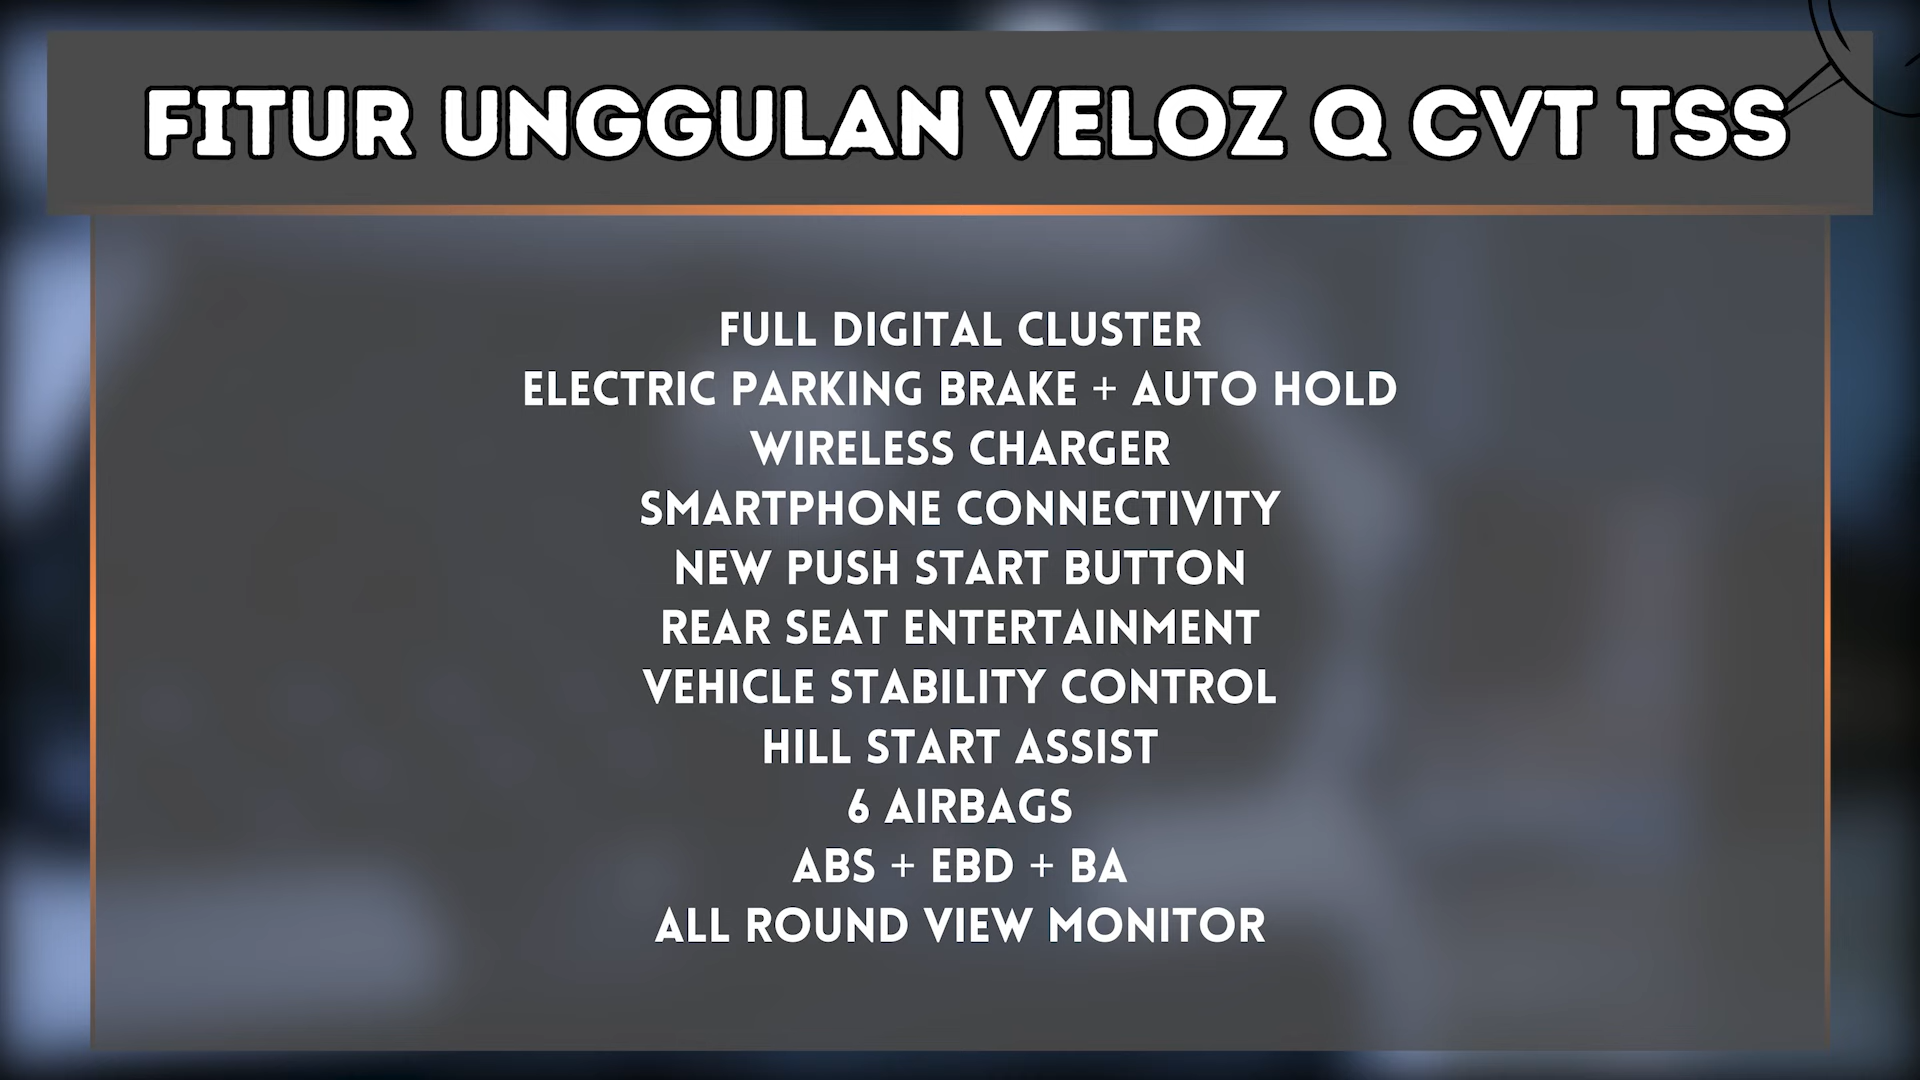 FITUR UNGGULAN VELOZ Q CVT TSS
FULL DIGITAL CLUSTER
ELECTRIC PARKING BRAKE + AUTO HOLD
WIRELESS CHARGER
SMARTPHONE CONNECTIVITY
NEW PUSH START BUTTON
REAR SEAT ENTERTAINMENT
VEHICLE STABILITY CONTROL
HILL START ASSIST
6 AIRBAGS
ABS + EBD + BA
ALL ROUND VIEW MONITOR